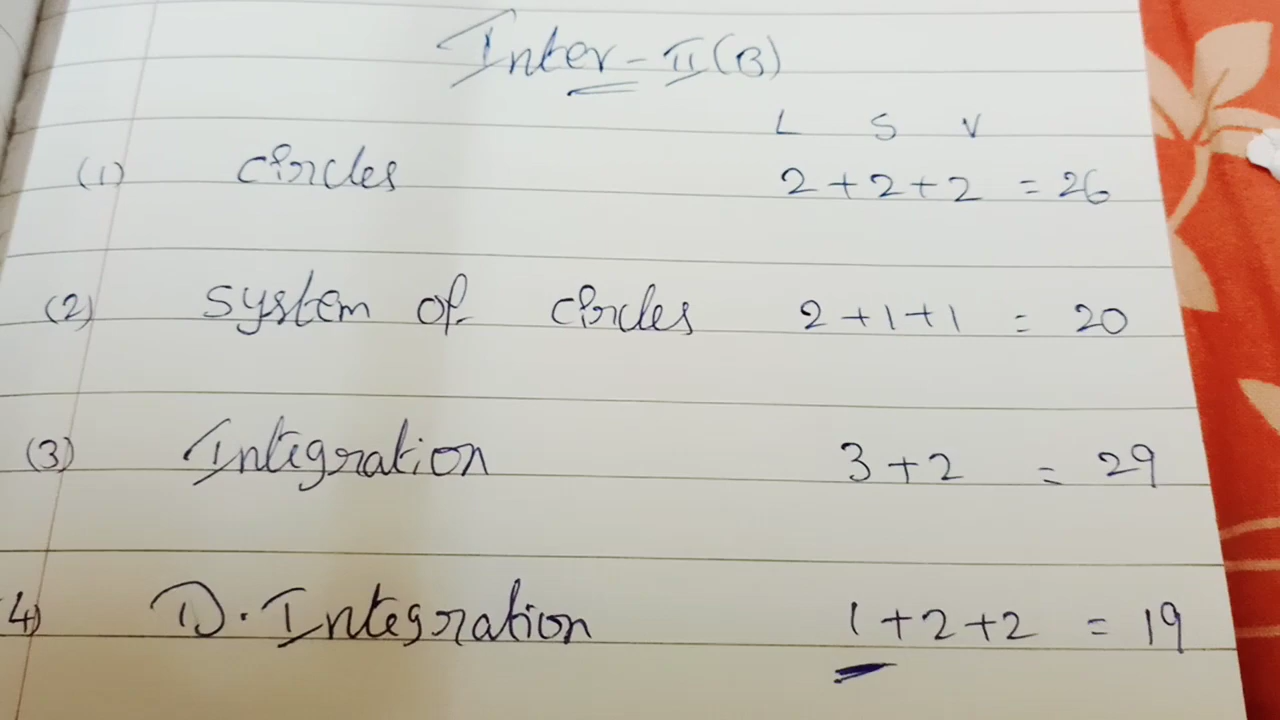 Inter - II (B)
L S V
(1) circles 2 + 2 + 2 = 26
(2) system of circles 2 + 1 + 1 = 20
(3) Integration 3 + 2 = 29
4) D. Integration 1 + 2 + 2 = 19